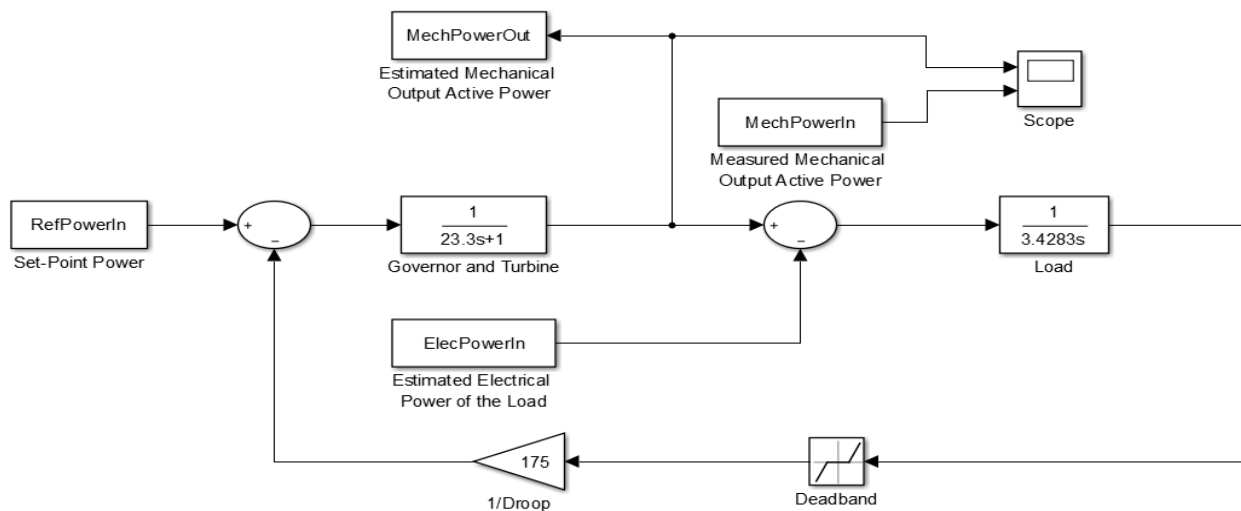 MechPowerOut
Estimated Mechanical
Output Active Power
MechPowerIn
Measured Mechanical
Output Active Power
Scope
RefPowerIn
Set-Point Power
+
−
1
23.3s+1
Governor and Turbine
+
−
1
3.4283s
Load
ElecPowerIn
Estimated Electrical
Power of the Load
175
1/Droop
Deadband